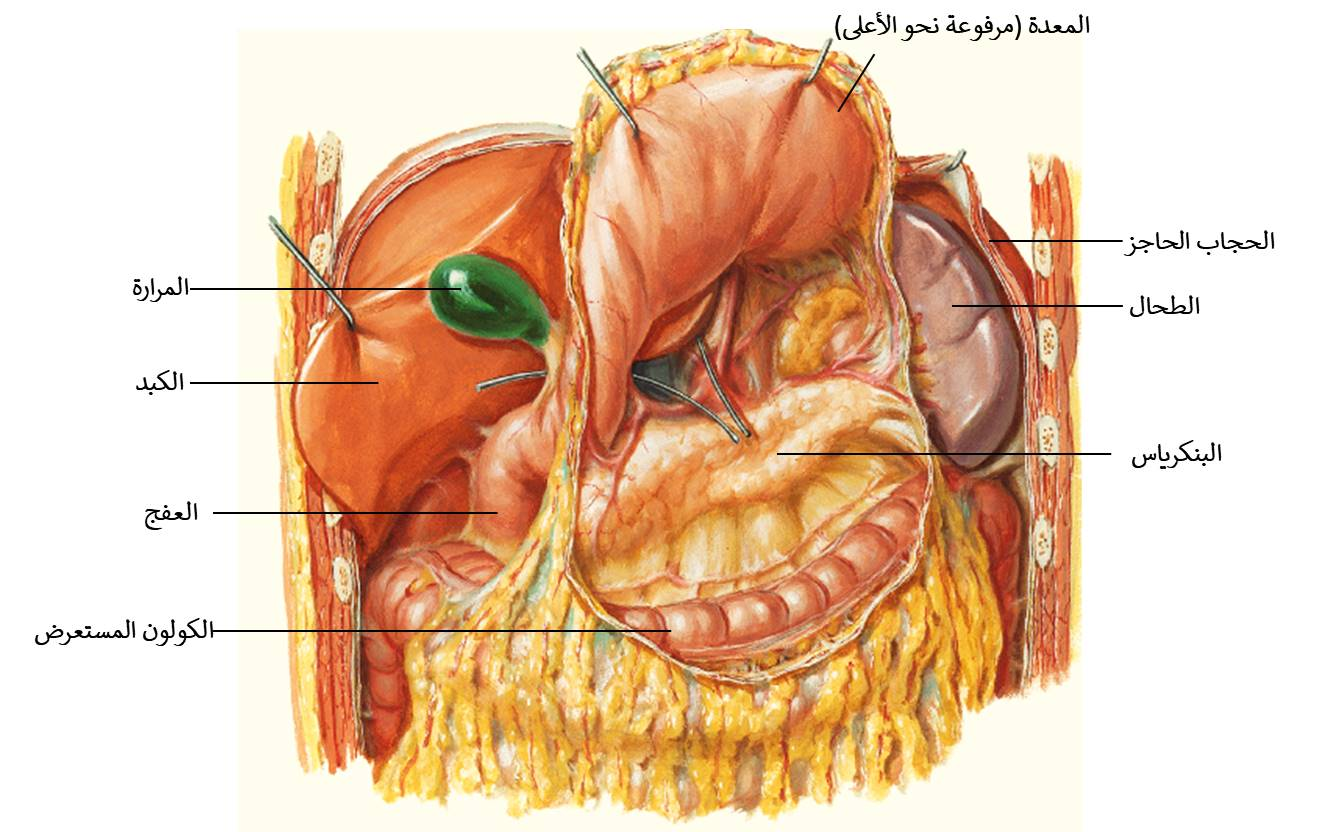 المعدة (مرفوعة نحو الأعلى)
الحجاب الحاجز
المرارة
الطحال
الكبد
البنكرياس
العفج
الكولون المستعرض